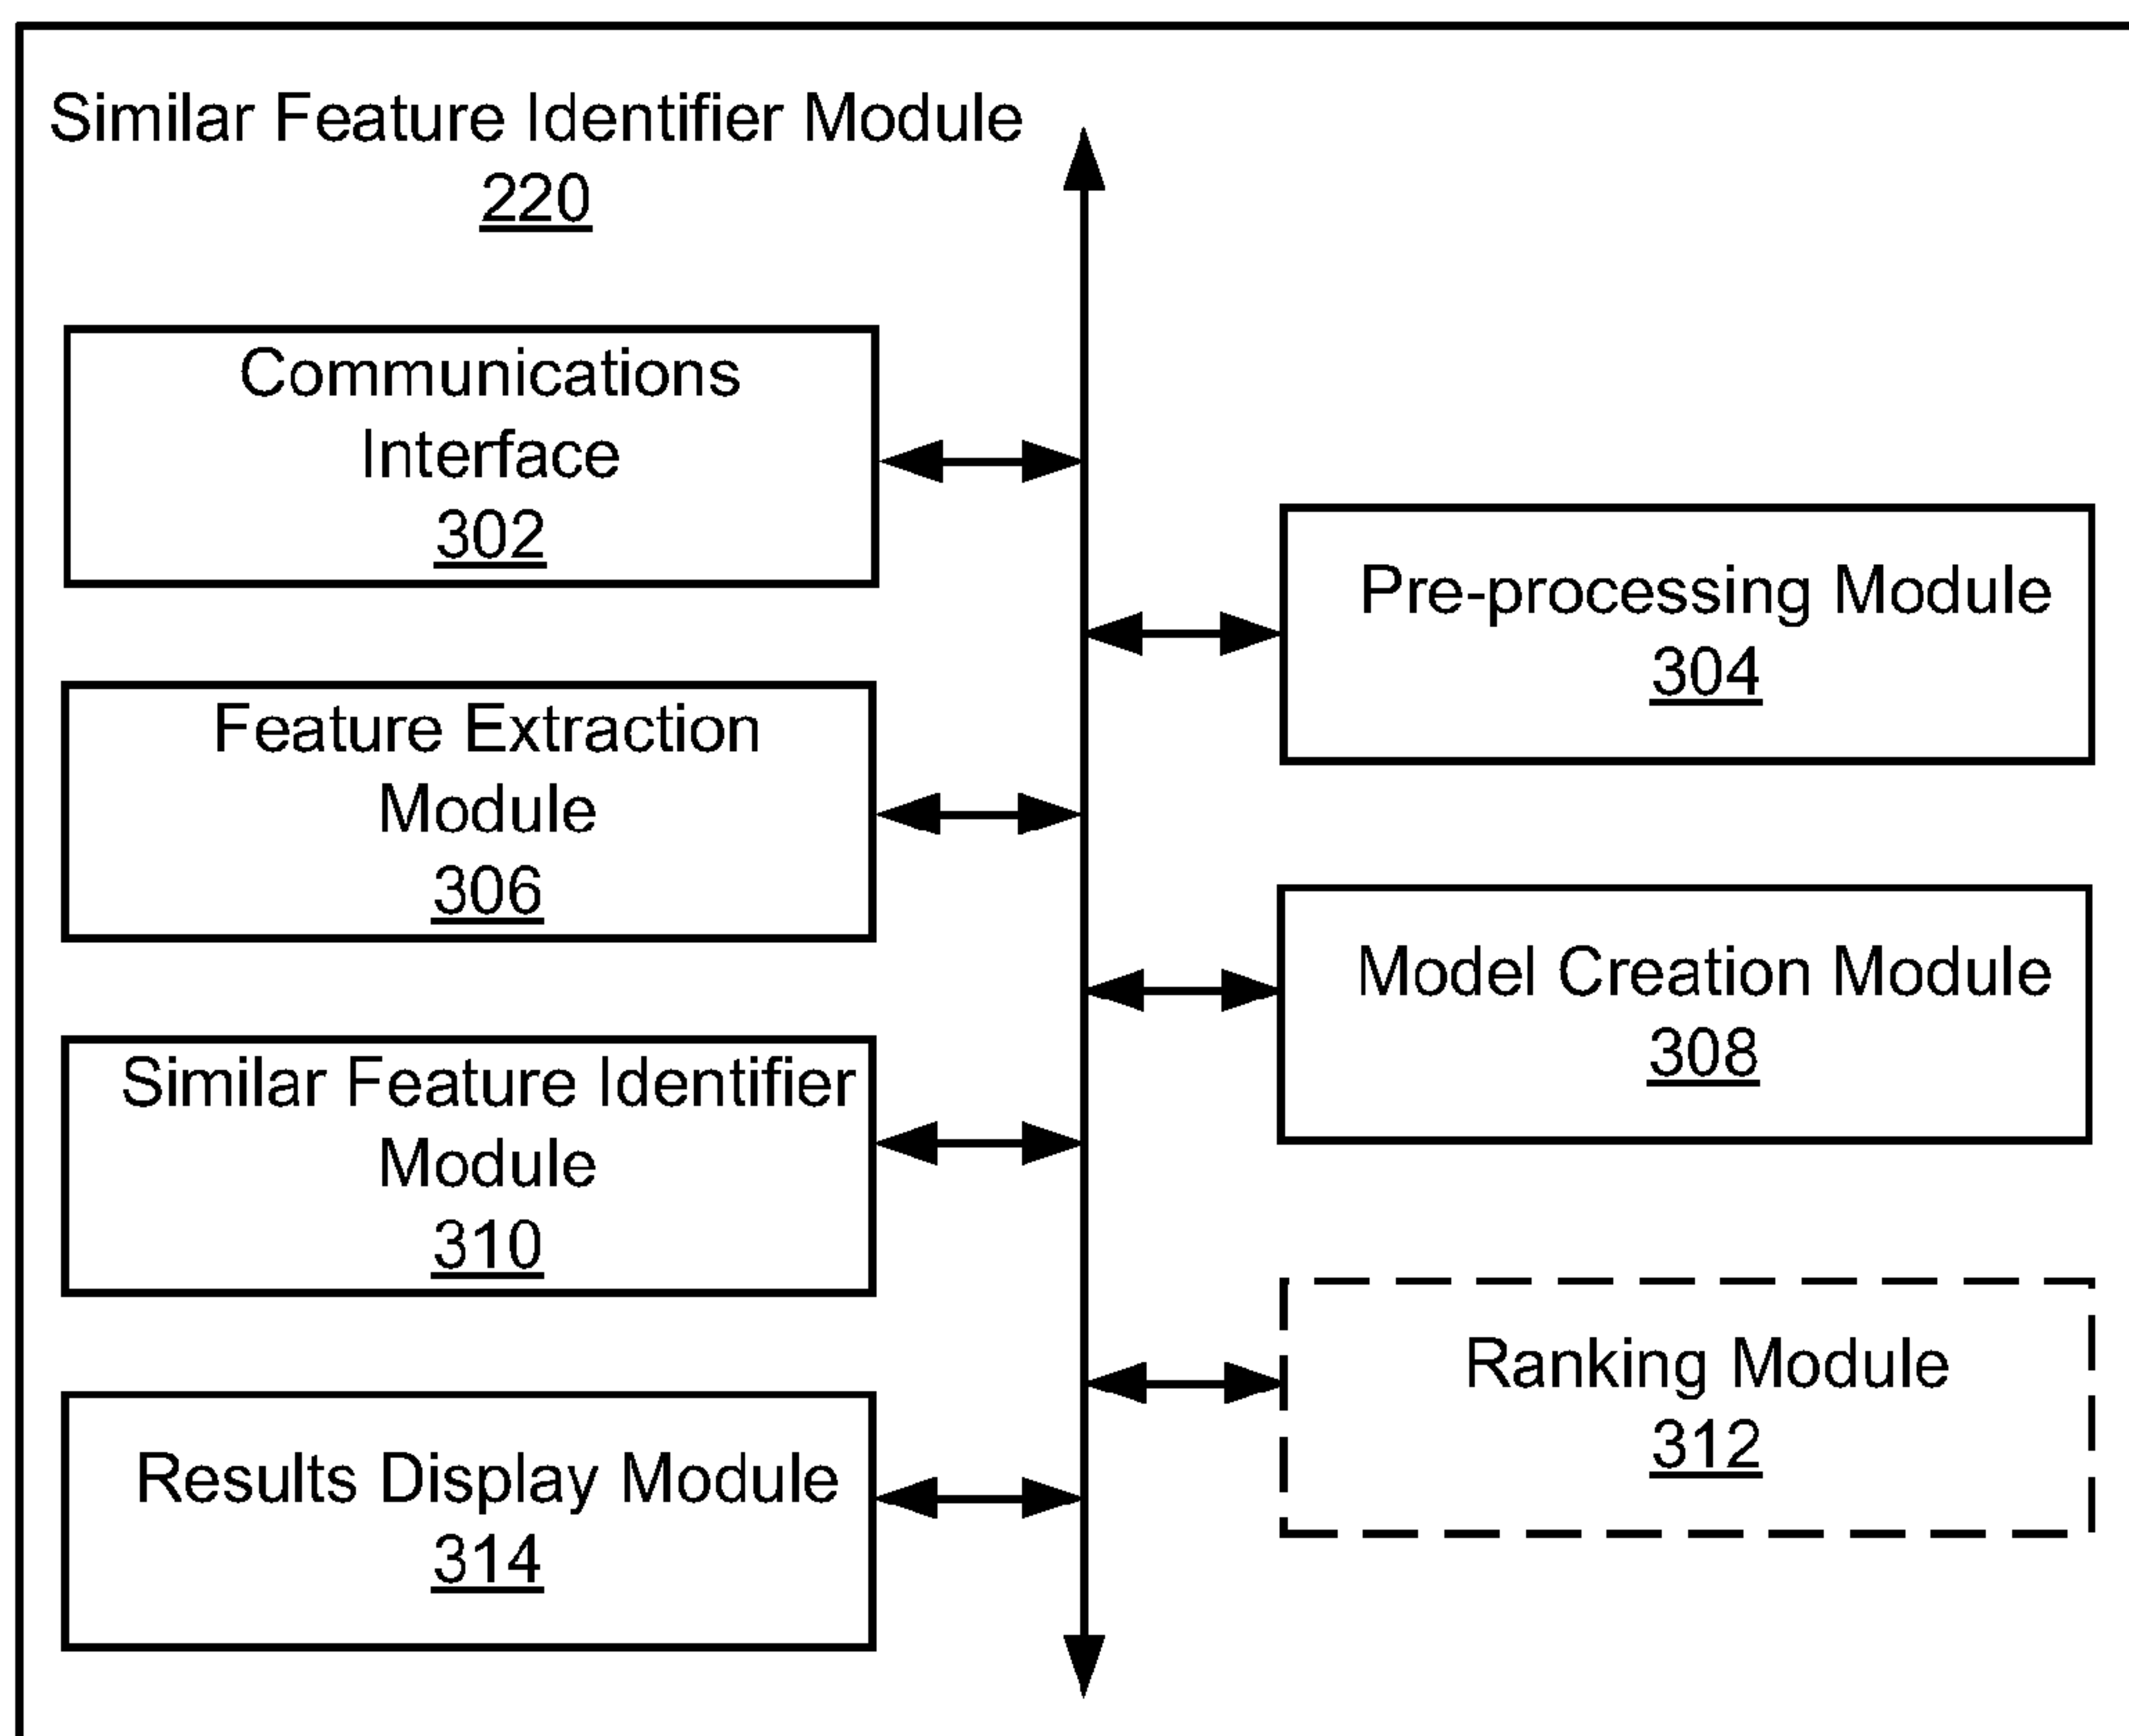 Similar Feature Identifier Module
220
Communications
Interface
302
Pre-processing Module
304
Feature Extraction
Module
306
Model Creation Module
308
Similar Feature Identifier
Module
310
Ranking Module
312
Results Display Module
314